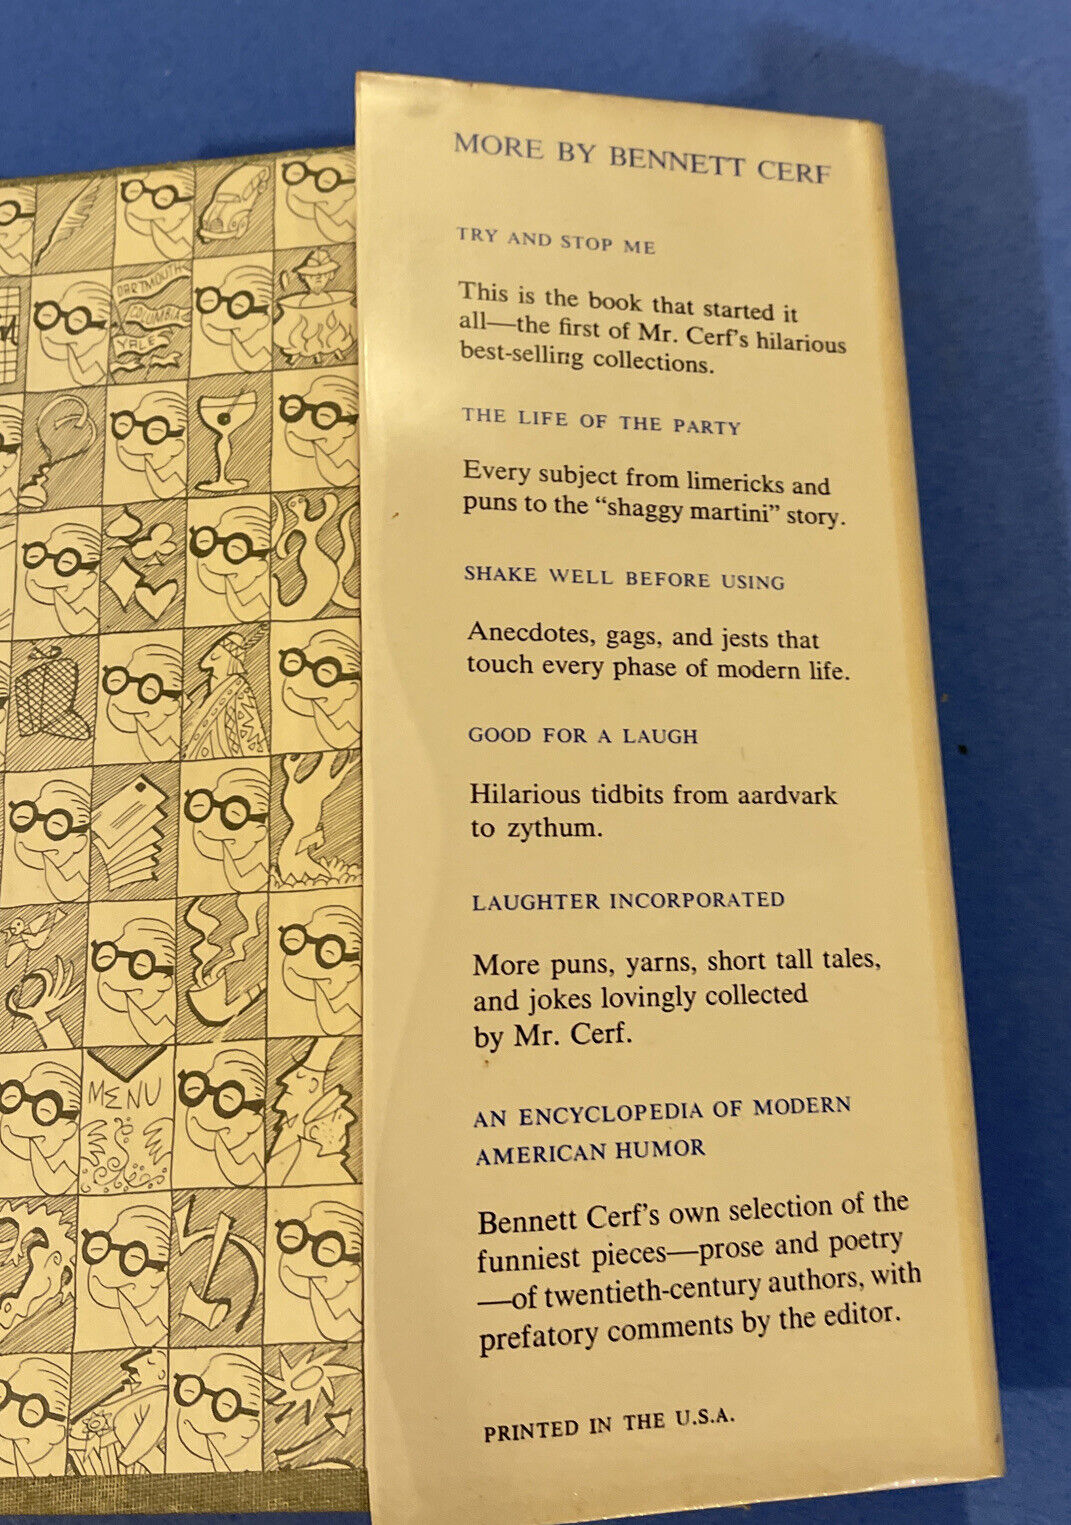 DARTMOUTH
COLUMBIA
YALE
MENU
MORE BY BENNETT CERF
TRY AND STOP ME
This is the book that started it
all—the first of Mr. Cerf's hilarious
best-selling collections.
THE LIFE OF THE PARTY
Every subject from limericks and
puns to the “shaggy martini” story.
SHAKE WELL BEFORE USING
Anecdotes, gags, and jests that
touch every phase of modern life.
GOOD FOR A LAUGH
Hilarious tidbits from aardvark
to zythum.
LAUGHTER INCORPORATED
More puns, yarns, short tall tales,
and jokes lovingly collected
by Mr. Cerf.
AN ENCYCLOPEDIA OF MODERN
AMERICAN HUMOR
Bennett Cerf's own selection of the
funniest pieces—prose and poetry
—of twentieth-century authors, with
prefatory comments by the editor.
PRINTED IN THE U.S.A.